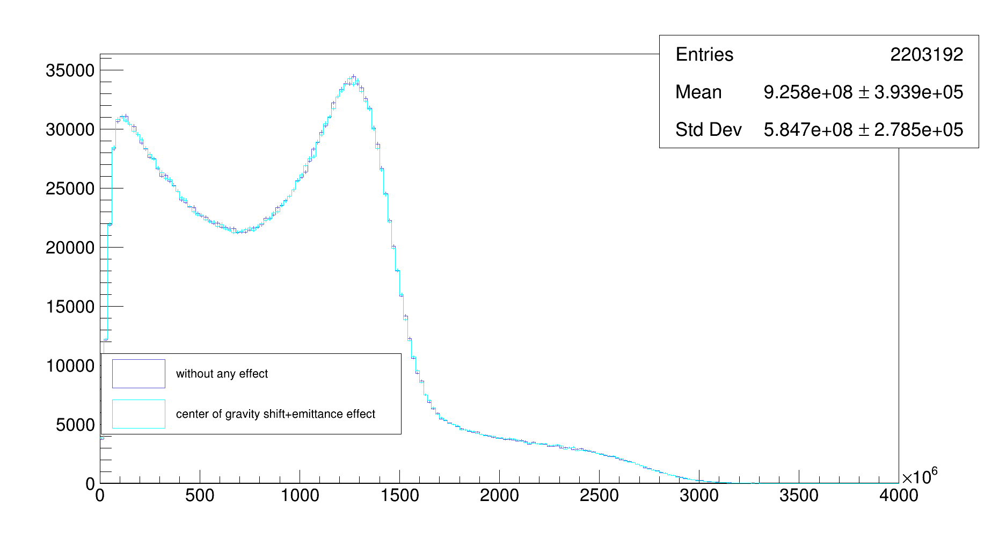 Entries 2203192
Mean 9.258e+08 ± 3.939e+05
Std Dev 5.847e+08 ± 2.785e+05
35000
30000
25000
20000
15000
10000
5000
0
without any effect
center of gravity shift+emittance effect
0 500 1000 1500 2000 2500 3000 3500 4000
×10⁶